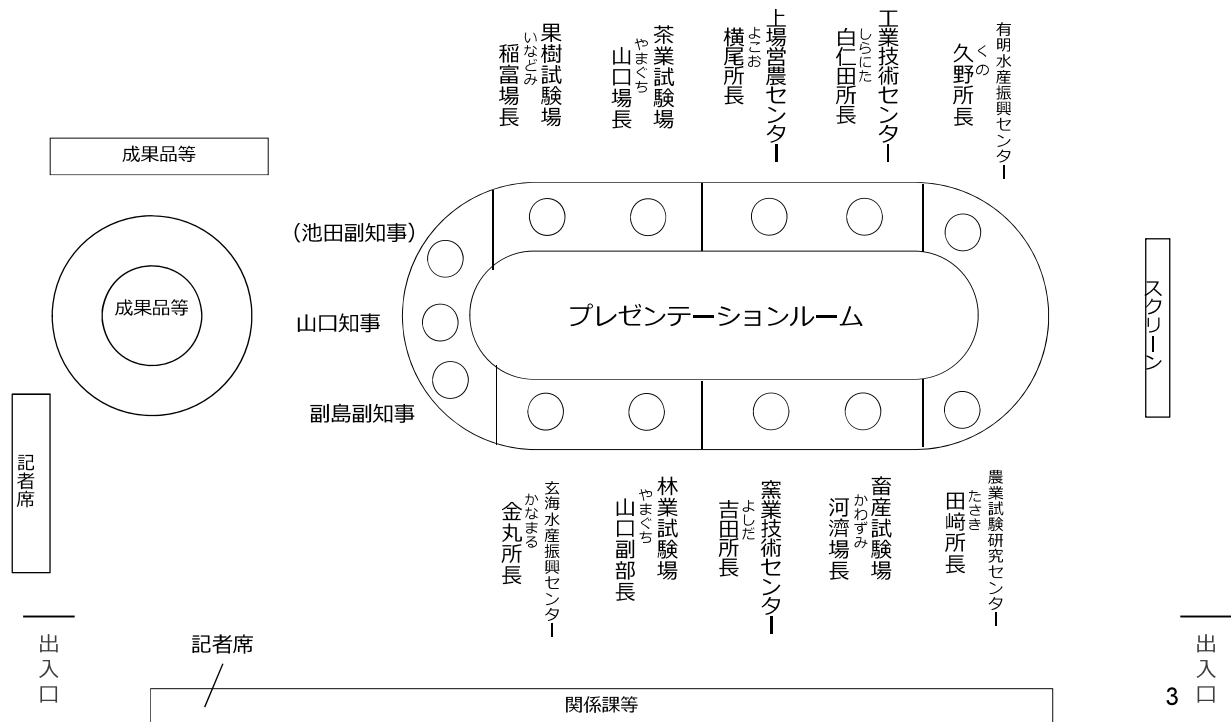 果樹試験場
いなどみ
稲富場長
茶業試験場
やまぐち
山口場長
上場営農センター
よこお
横尾所長
工業技術センター
しらにた
白仁田所長
有明水産振興センター
くの
久野所長
成果品等
成果品等
(池田副知事)
山口知事
副島副知事
プレゼンテーションルーム
スクリーン
記者席
玄海水産振興センター
かなまる
金丸所長
林業試験場
やまぐち
山口副部長
窯業技術センター
よしだ
吉田所長
畜産試験場
かわずみ
河濟場長
農業試験研究センター
たさき
田﨑所長
出入口
記者席
関係課等
出入口
3